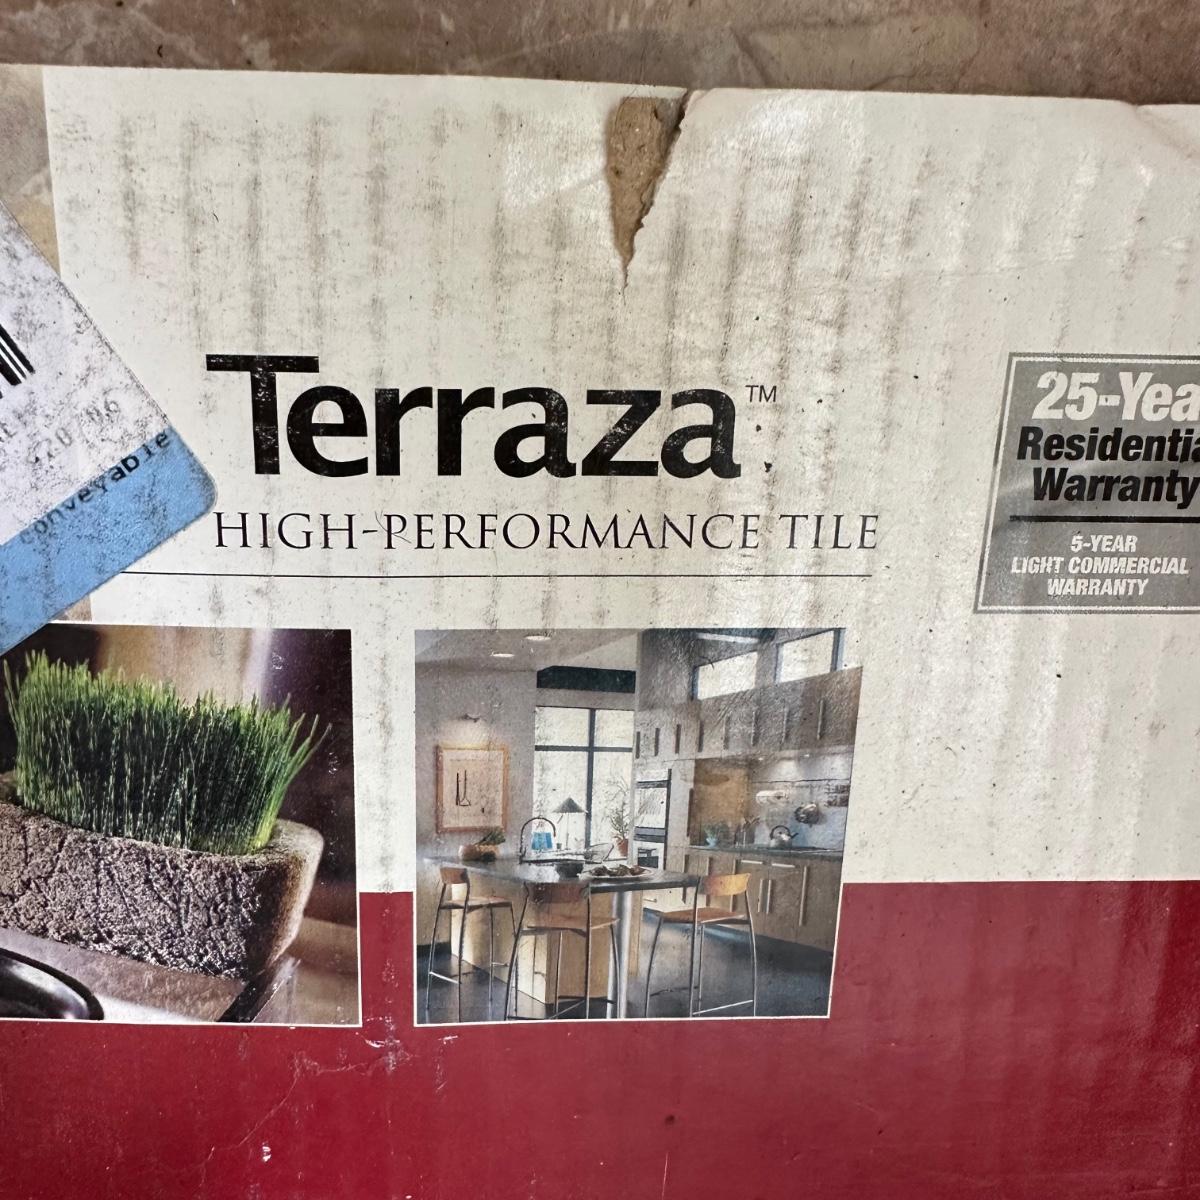 conveyable
Terraza™
HIGH-PERFORMANCE TILE
25-Yea
Residentia
Warranty
5-YEAR
LIGHT COMMERCIAL
WARRANTY